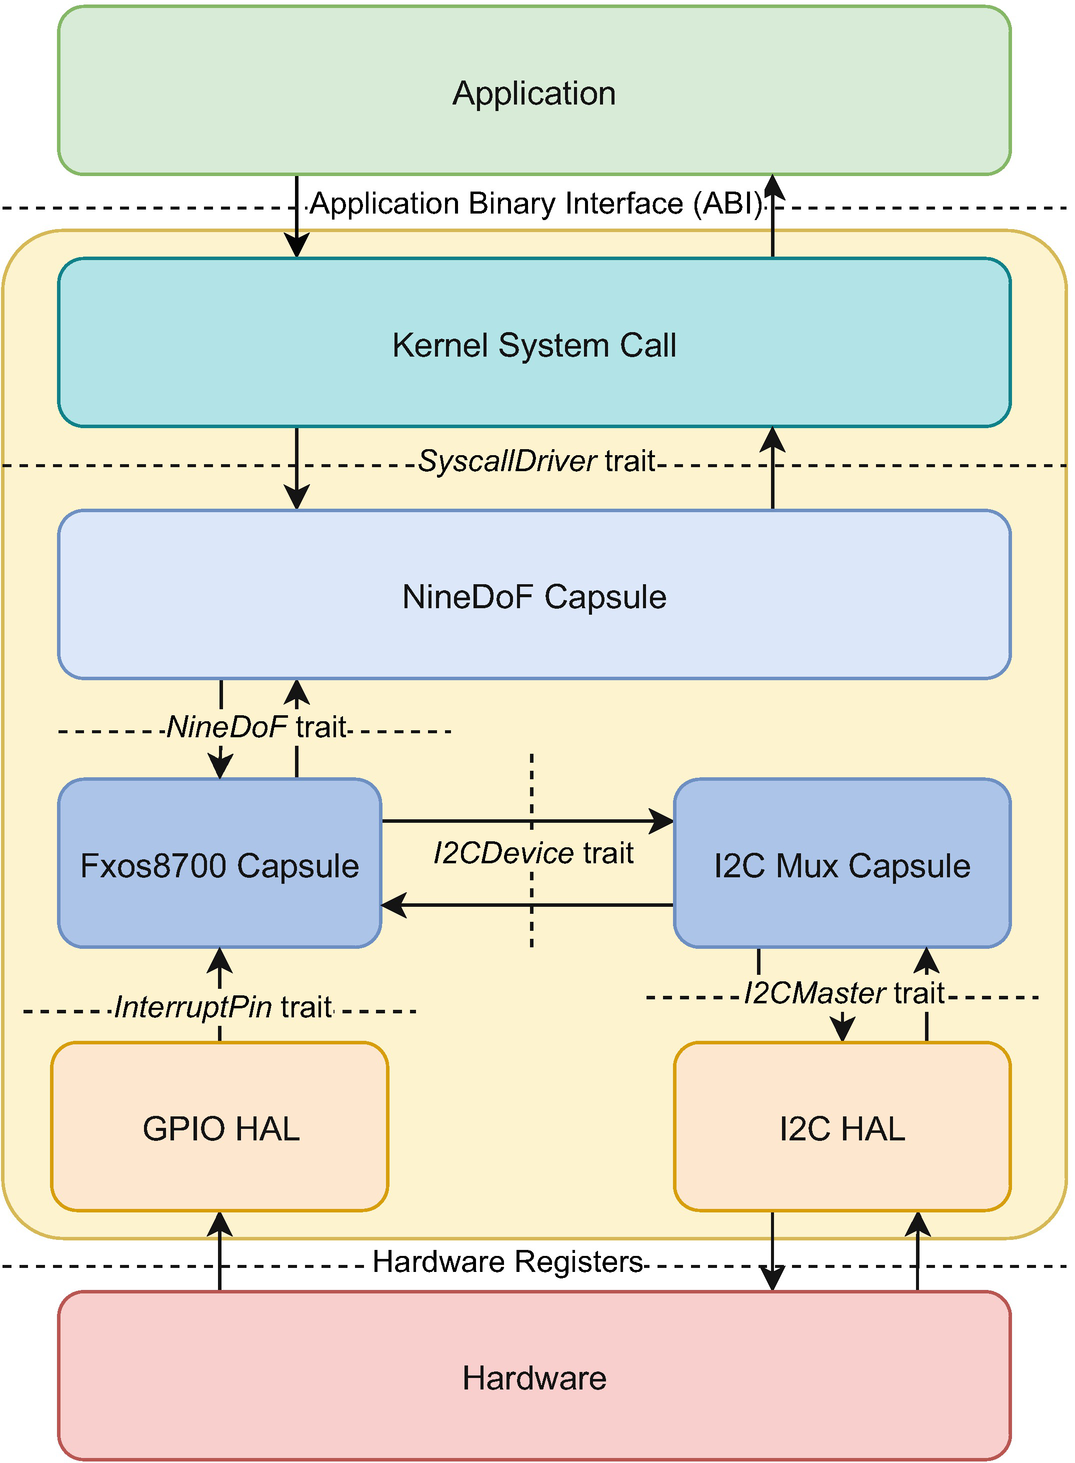 Application
Application Binary Interface (ABI)
Kernel System Call
SyscallDriver trait
NineDoF Capsule
NineDoF trait
Fxos8700 Capsule
I2CDevice trait
I2C Mux Capsule
InterruptPin trait
I2CMaster trait
GPIO HAL
I2C HAL
Hardware Registers
Hardware